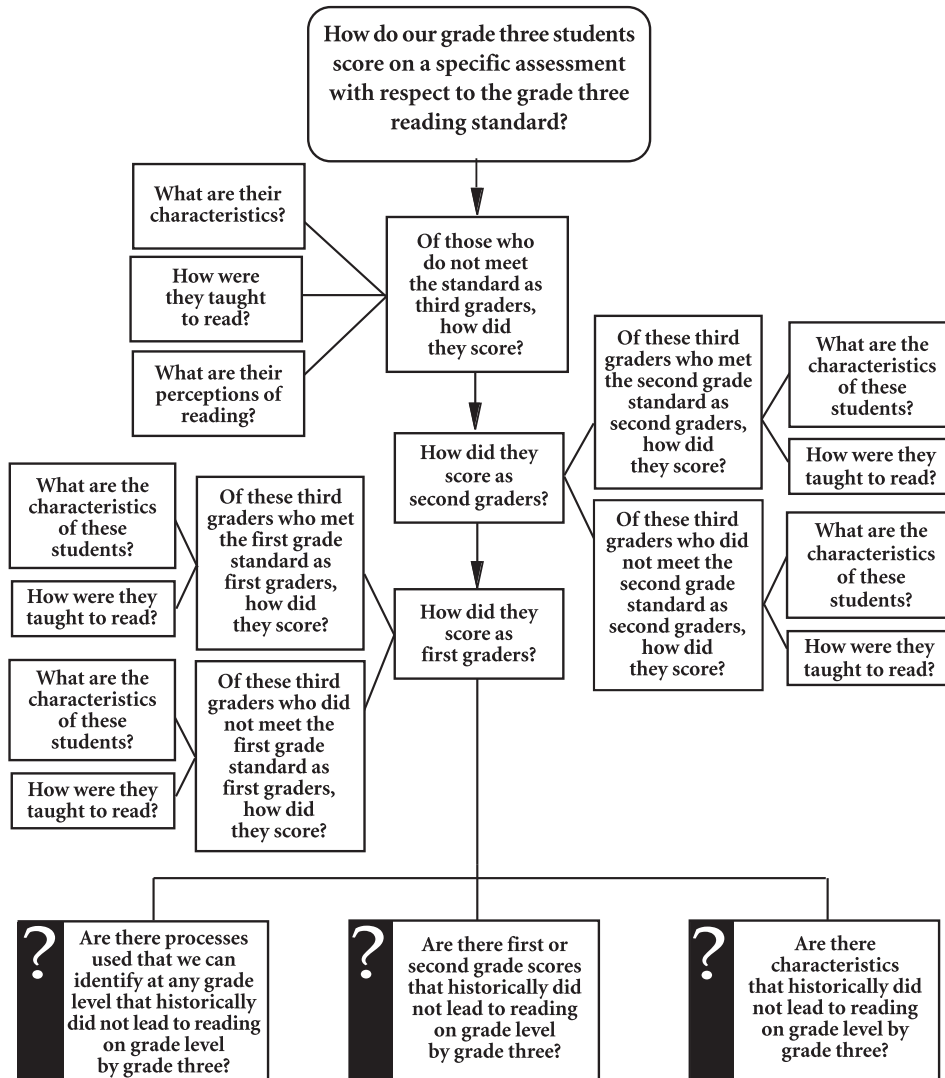 How do our grade three students
score on a specific assessment
with respect to the grade three
reading standard?
What are their
characteristics?
How were
they taught
to read?
What are their
perceptions of
reading?
Of those who
do not meet
the standard as
third graders,
how did
they score?
How did they
score as
second graders?
Of these third
graders who met
the second grade
standard as
second graders,
how did
they score?
What are the
characteristics
of these
students?
How were they
taught to read?
Of these third
graders who did
not meet the
second grade
standard as
second graders,
how did
they score?
What are the
characteristics
of these
students?
How were they
taught to read?
How did they
score as
first graders?
Of these third
graders who met
the first grade
standard as
first graders,
how did
they score?
What are the
characteristics
of these
students?
How were they
taught to read?
Of these third
graders who did
not meet the
first grade
standard as
first graders,
how did
they score?
What are the
characteristics
of these
students?
How were they
taught to read?
?
Are there processes
used that we can
identify at any grade
level that historically
did not lead to reading
on grade level
by grade three?
?
Are there first or
second grade scores
that historically did
not lead to reading
on grade level
by grade three?
?
Are there
characteristics
that historically did
not lead to reading
on grade level by
grade three?